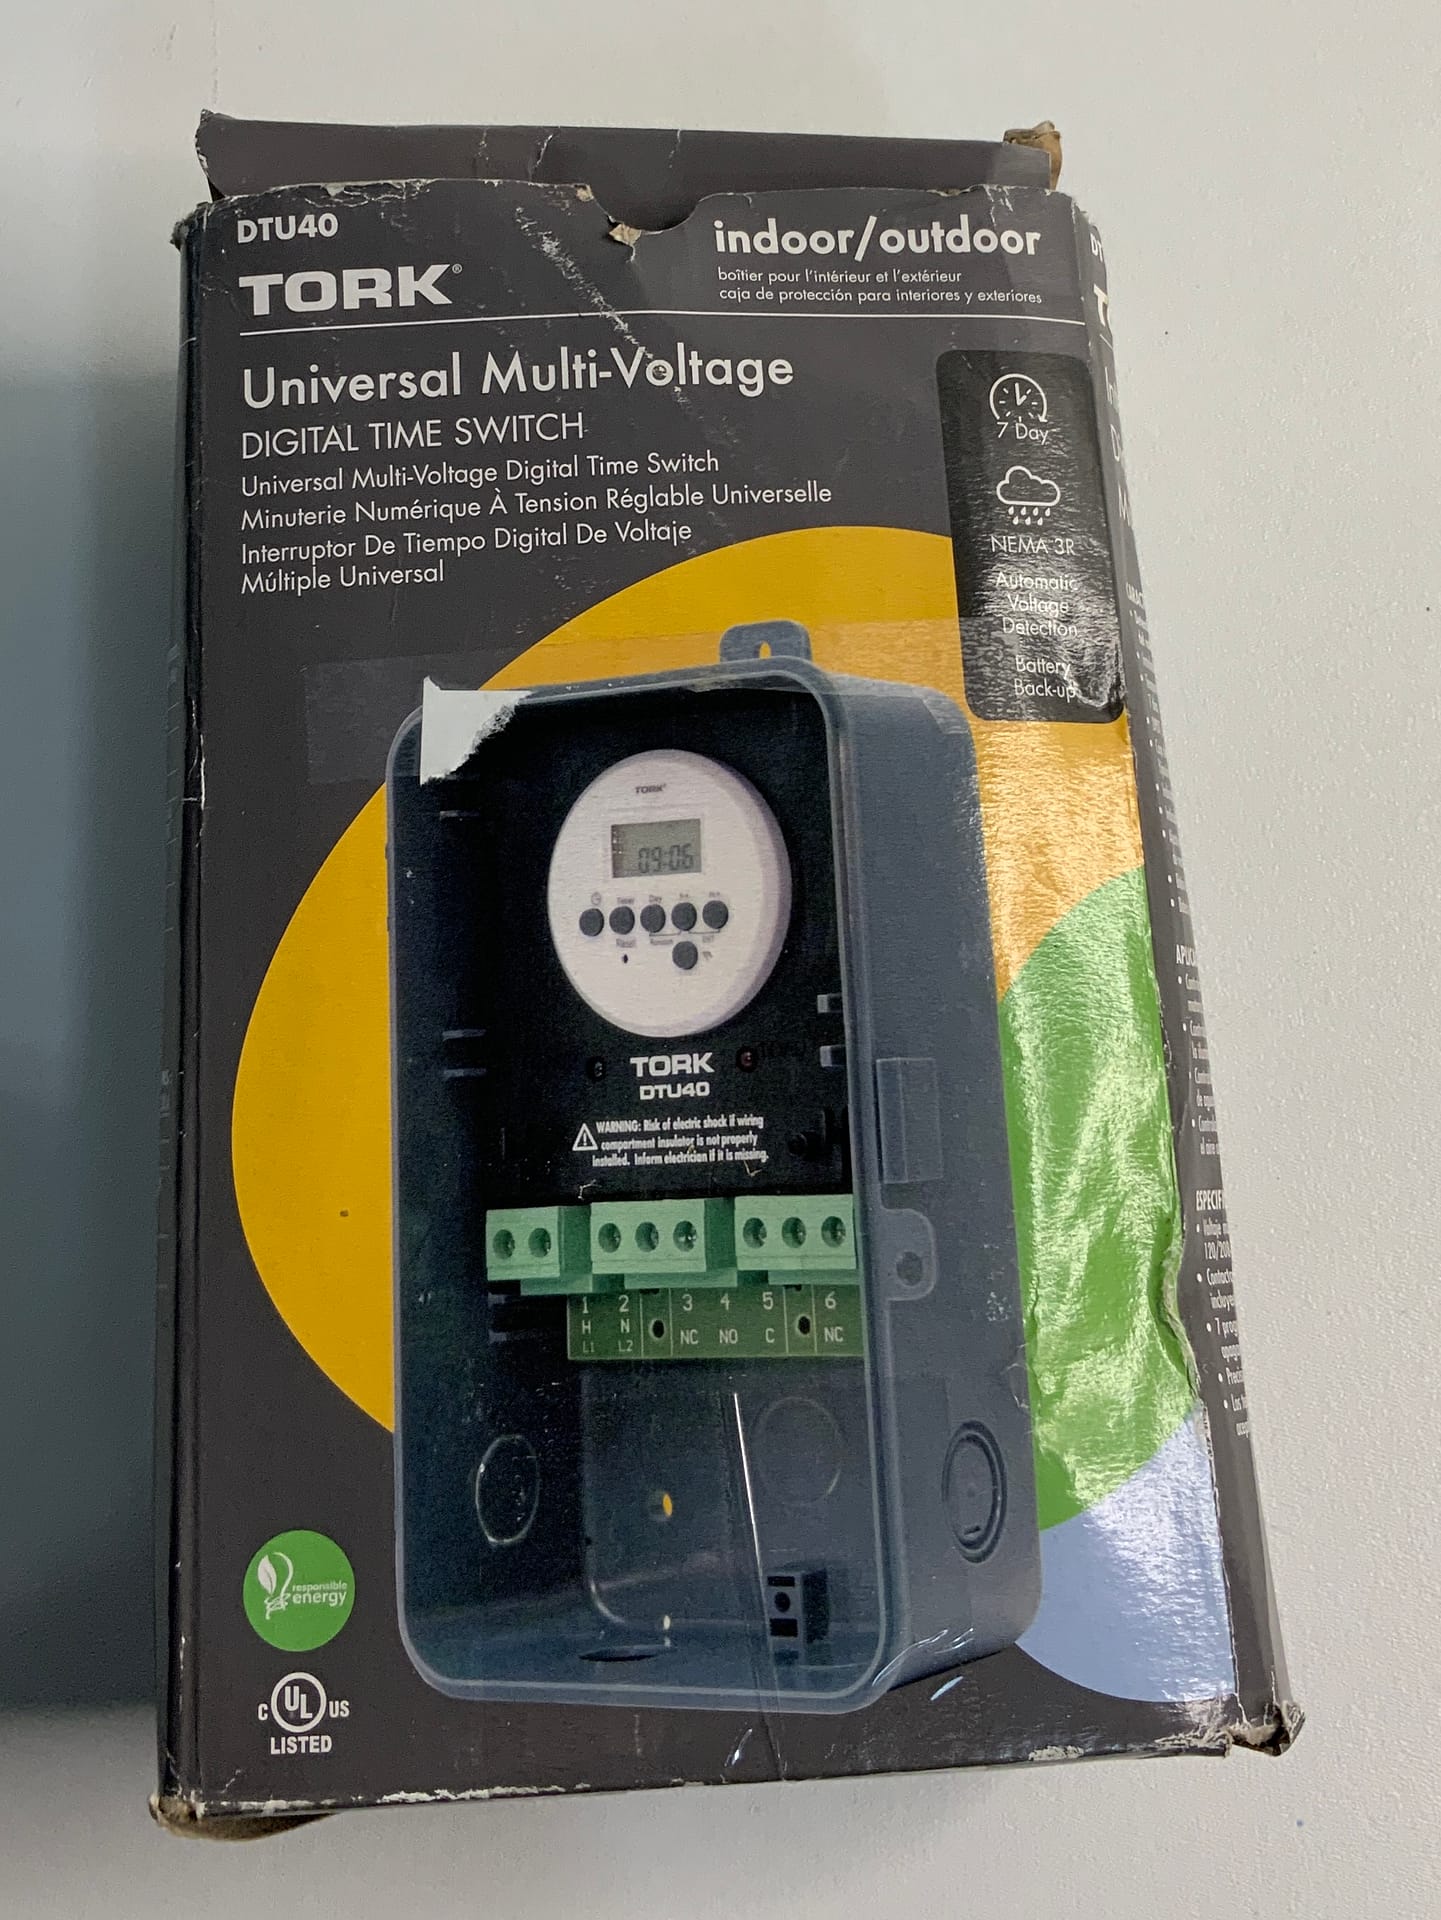 DTU40
TORK®
indoor/outdoor
boîtier pour l'intérieur et l'extérieur
caja de protección para interiores y exteriores
Universal Multi-Voltage
DIGITAL TIME SWITCH
Universal Multi-Voltage Digital Time Switch
Minuterie Numérique À Tension Réglable Universelle
Interruptor De Tiempo Digital De Voltaje
Múltiple Universal
7 Day
NEMA 3R
Automatic
Voltage
Detection
Battery
Back-up
TORK
09:06
Timer Day
Reset
TORK
DTU40
WARNING: Risk of electric shock if wiring
compartment insulator is not properly
installed. Inform electrician if it is missing.
1 2 3 4 5 6
H N NC NO C NC
L1 L2
responsible
energy
C UL US
LISTED